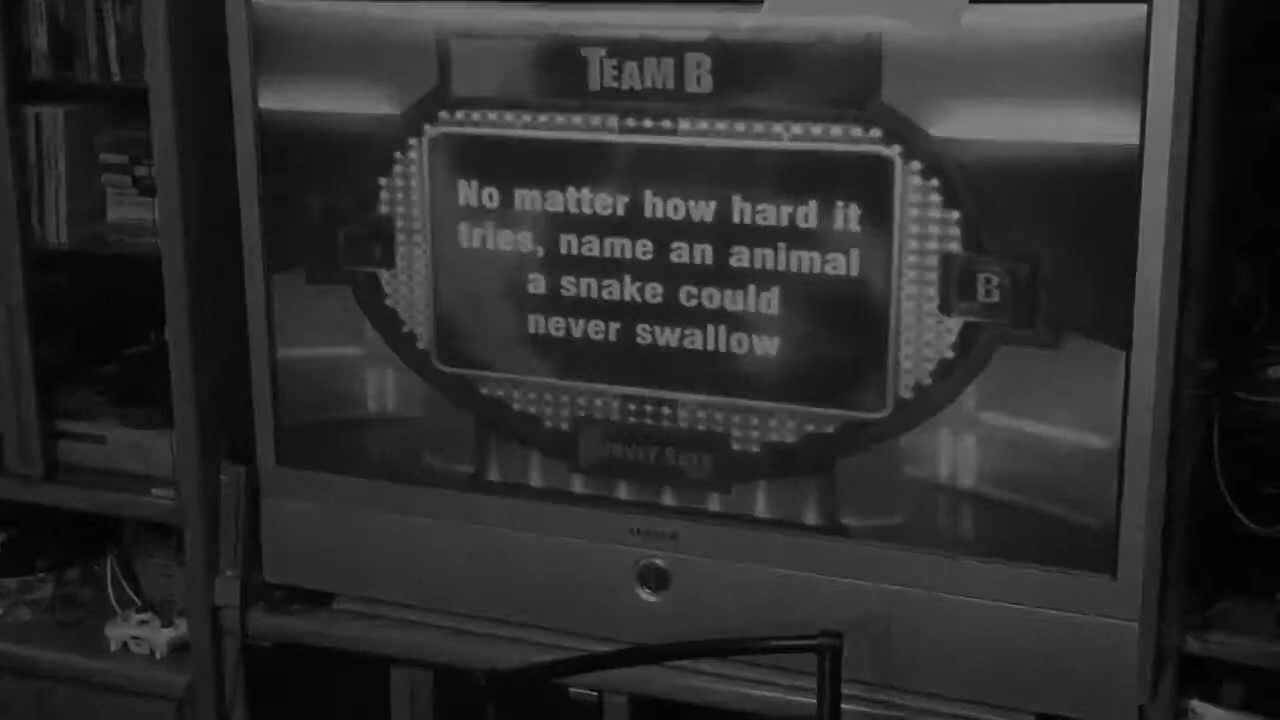 TEAM B
No matter how hard it
tries, name an animal
a snake could
never swallow
B